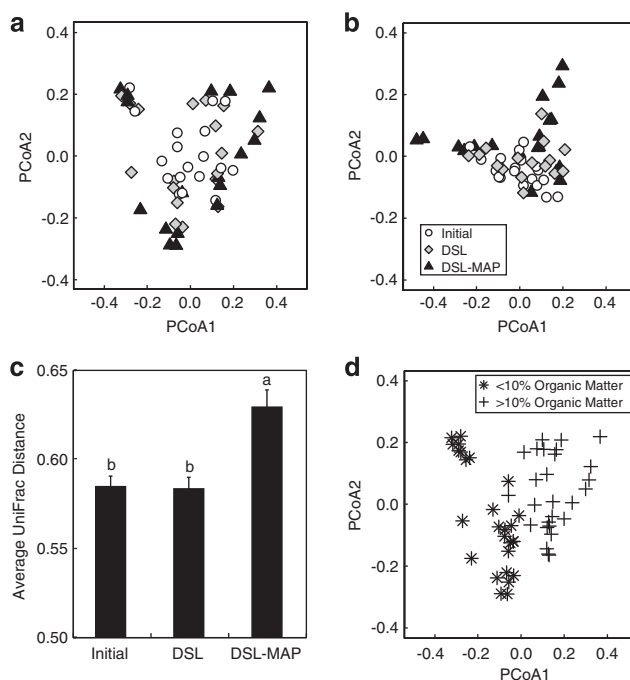 a
0.4
0.2
0.0
-0.2
-0.4
PCoA2
-0.4 -0.2 0.0 0.2 0.4
PCoA1
b
0.4
0.2
0.0
-0.2
-0.4
PCoA2
Initial
DSL
DSL-MAP
-0.4 -0.2 0.0 0.2 0.4
PCoA1
c
0.65
0.60
0.55
0.50
Average UniFrac Distance
b
b
a
Initial DSL DSL-MAP
d
0.4
0.2
0.0
-0.2
-0.4
PCoA2
<10% Organic Matter
>10% Organic Matter
-0.4 -0.2 0.0 0.2 0.4
PCoA1